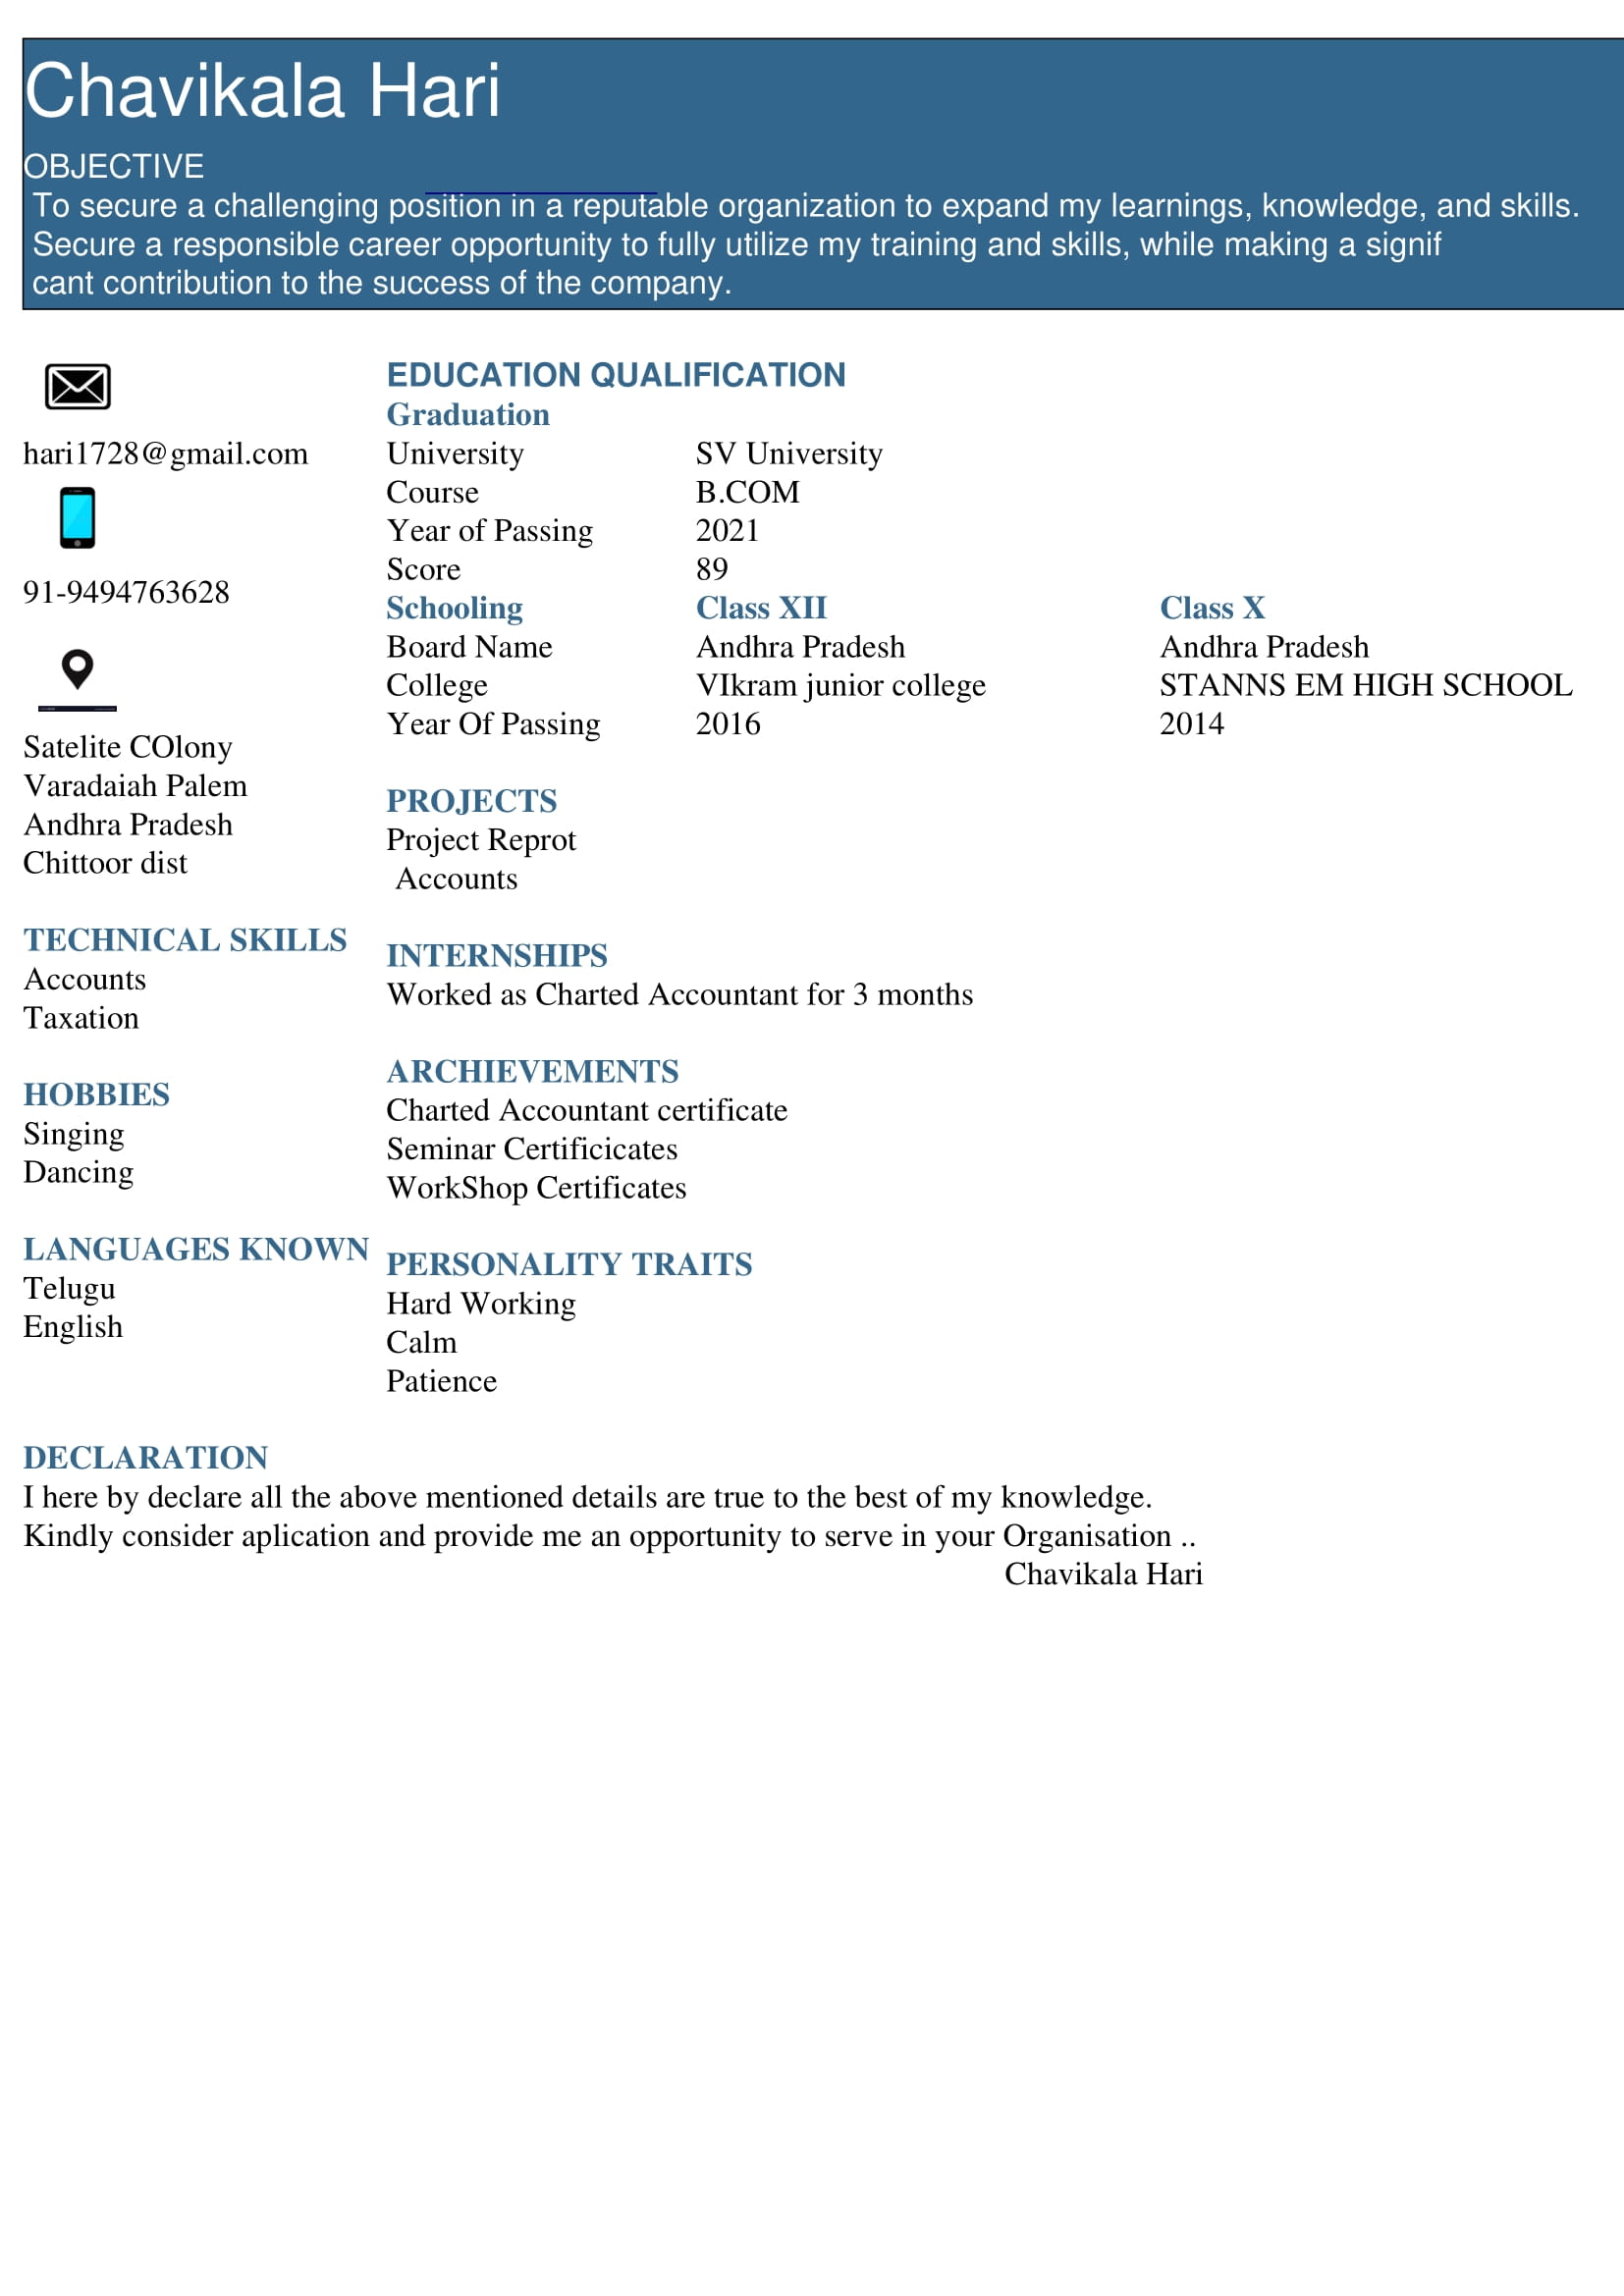 Chavikala Hari
OBJECTIVE
To secure a challenging position in a reputable organization to expand my learnings, knowledge, and skills.
Secure a responsible career opportunity to fully utilize my training and skills, while making a signif
cant contribution to the success of the company.
hari1728@gmail.com
91-9494763628
Satelite COlony
Varadaiah Palem
Andhra Pradesh
Chittoor dist
TECHNICAL SKILLS
Accounts
Taxation
HOBBIES
Singing
Dancing
LANGUAGES KNOWN
Telugu
English
EDUCATION QUALIFICATION
Graduation
University SV University
Course B.COM
Year of Passing 2021
Score 89
Schooling Class XII Class X
Board Name Andhra Pradesh Andhra Pradesh
College VIkram junior college STANNS EM HIGH SCHOOL
Year Of Passing 2016 2014
PROJECTS
Project Reprot
Accounts
INTERNSHIPS
Worked as Charted Accountant for 3 months
ARCHIEVEMENTS
Charted Accountant certificate
Seminar Certificicates
WorkShop Certificates
PERSONALITY TRAITS
Hard Working
Calm
Patience
DECLARATION
I here by declare all the above mentioned details are true to the best of my knowledge.
Kindly consider aplication and provide me an opportunity to serve in your Organisation ..
Chavikala Hari